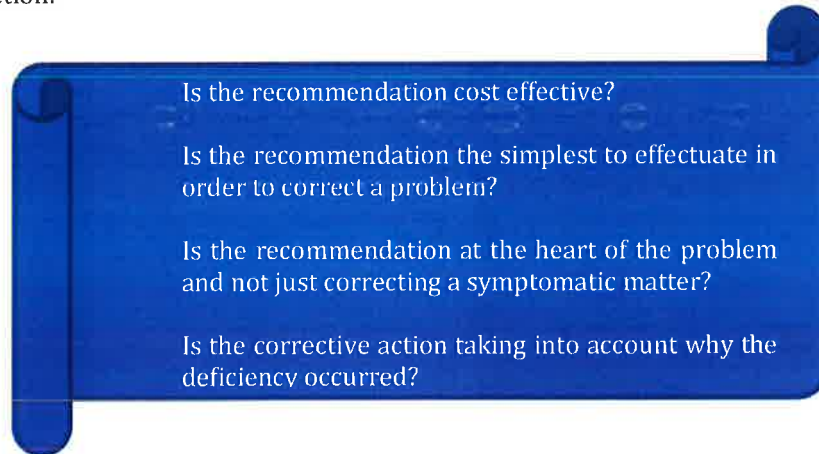 Is the recommendation cost effective?
Is the recommendation the simplest to effectuate in
order to correct a problem?
Is the recommendation at the heart of the problem
and not just correcting a symptomatic matter?
Is the corrective action taking into account why the
deficiency occurred?